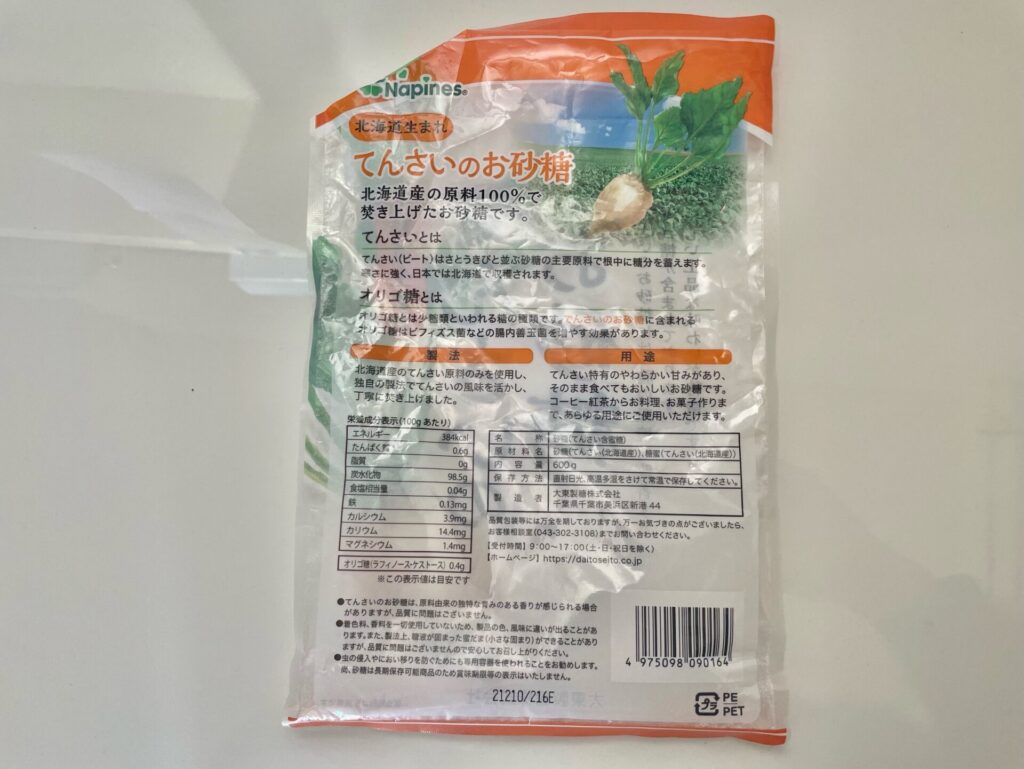 Napines®
北海道生まれ
てんさいのお砂糖
北海道産の原料100%で
焚き上げたお砂糖です。
てんさいとは
てんさい(ビート)はさとうきびと並ぶ砂糖の主要原料で根中に糖分を蓄えます。
寒さに強く、日本では北海道で収穫されます。
オリゴ糖とは
オリゴ糖とは少糖類といわれる糖の種類です。てんさいのお砂糖に含まれる
オリゴ糖はビフィズス菌などの腸内善玉菌を増やす効果があります。
製法
北海道産のてんさい原料のみを使用し、
独自の製法でてんさいの風味を活かし、
丁寧に焚き上げました。
用途
てんさい特有のやわらかい甘みがあり、
そのまま食べてもおいしいお砂糖です。
コーヒー紅茶からお料理、お菓子作りま
で、あらゆる用途にご使用いただけます。
栄養成分表示(100gあたり)
エネルギー 384kcal
たんぱく質 0.6g
脂質 0g
炭水化物 98.5g
食塩相当量 0.04g
鉄 0.13mg
カルシウム 3.9mg
カリウム 14.4mg
マグネシウム 1.4mg
オリゴ糖(ラフィノース・ケストース) 0.4g
※この表示値は目安です
名称 砂糖(てんさい含蜜糖)
原材料名 砂糖(てんさい(北海道産))、糖蜜(てんさい(北海道産))
内容量 600g
保存方法 直射日光、高温多湿をさけて常温で保存してください。
製造者 大東製糖株式会社
千葉県千葉市美浜区新港44
品質包装等には万全を期しておりますが、万一お気づきの点がございましたら、
お客様相談室(043-302-3108)までお問い合わせください。
【受付時間】9:00〜17:00(土・日・祝日を除く)
【ホームページ】https://daitoseito.co.jp
●てんさいのお砂糖は、原料由来の独特な甘みのある香りが感じられる場合
がありますが、品質に問題はございません。
●着色料、香料を一切使用していないため、製品の色、風味に違いが出ることがあ
ります。また、製法上、糖液が固まった蜜だま(小さな固まり)ができることがあり
ますが、品質に問題はございませんので安心してお召し上がりください。
●虫の侵入やにおい移りを防ぐためにも専用容器を使われることをお勧めします。
尚、砂糖は長期保存可能商品のため賞味期限等の表示はいたしません。
4 975098 090164
21210/216E
プラ
PE
PET